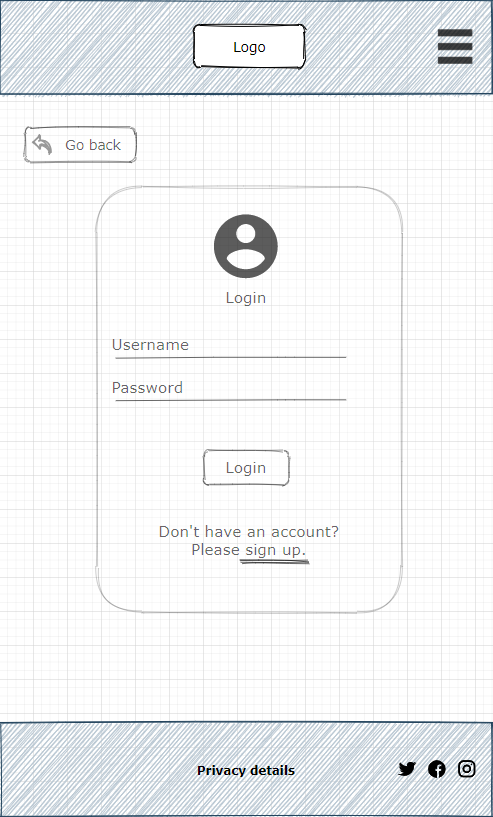 Logo
Go back
Login
Username
Password
Login
Don't have an account?
Please sign up.
Privacy details